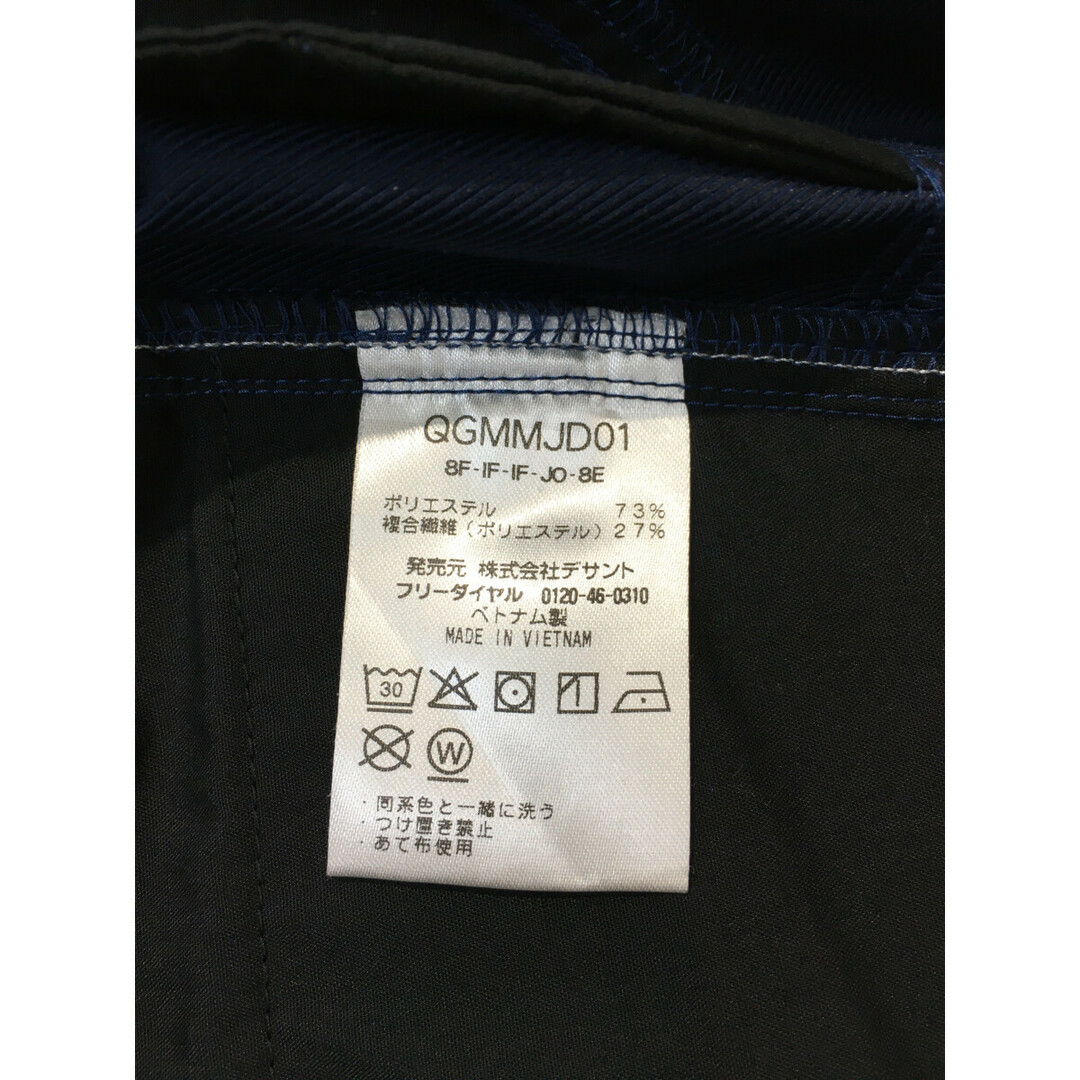 QGMMJD01
8F-IF-IF-JO-8E
ポリエステル 73%
複合繊維(ポリエステル)27%
発売元 株式会社デサント
フリーダイヤル 0120-46-0310
ベトナム製
MADE IN VIETNAM
30
W
・同系色と一緒に洗う
・つけ置き禁止
・あて布使用